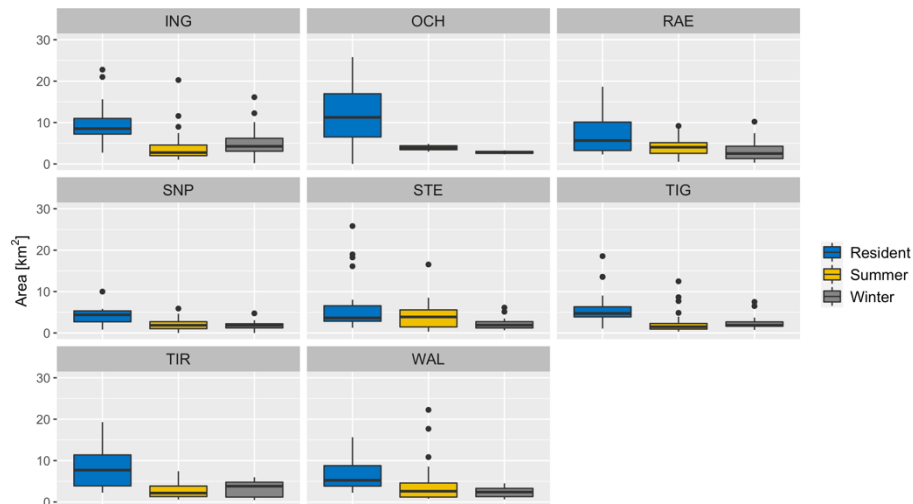 ING OCH RAE
30
20
10
0
SNP STE TIG
30
20
10
0
TIR WAL
30
20
10
0
Area [km²]
Resident
Summer
Winter